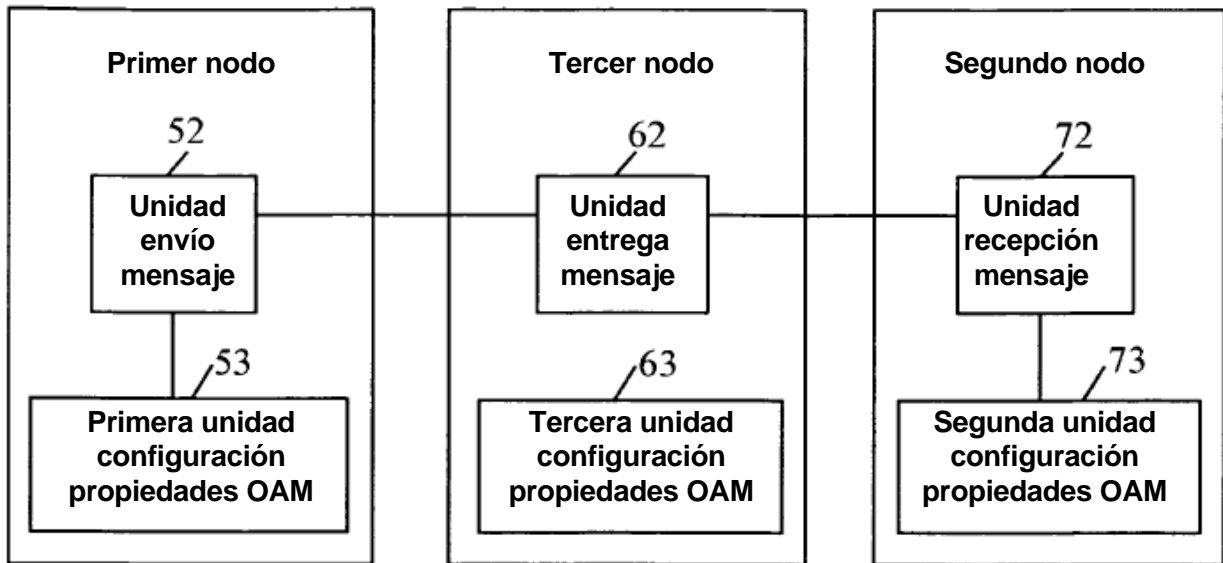 Primer nodo
52
Unidad
envío
mensaje
53
Primera unidad
configuración
propiedades OAM
Tercer nodo
62
Unidad
entrega
mensaje
63
Tercera unidad
configuración
propiedades OAM
Segundo nodo
72
Unidad
recepción
mensaje
73
Segunda unidad
configuración
propiedades OAM